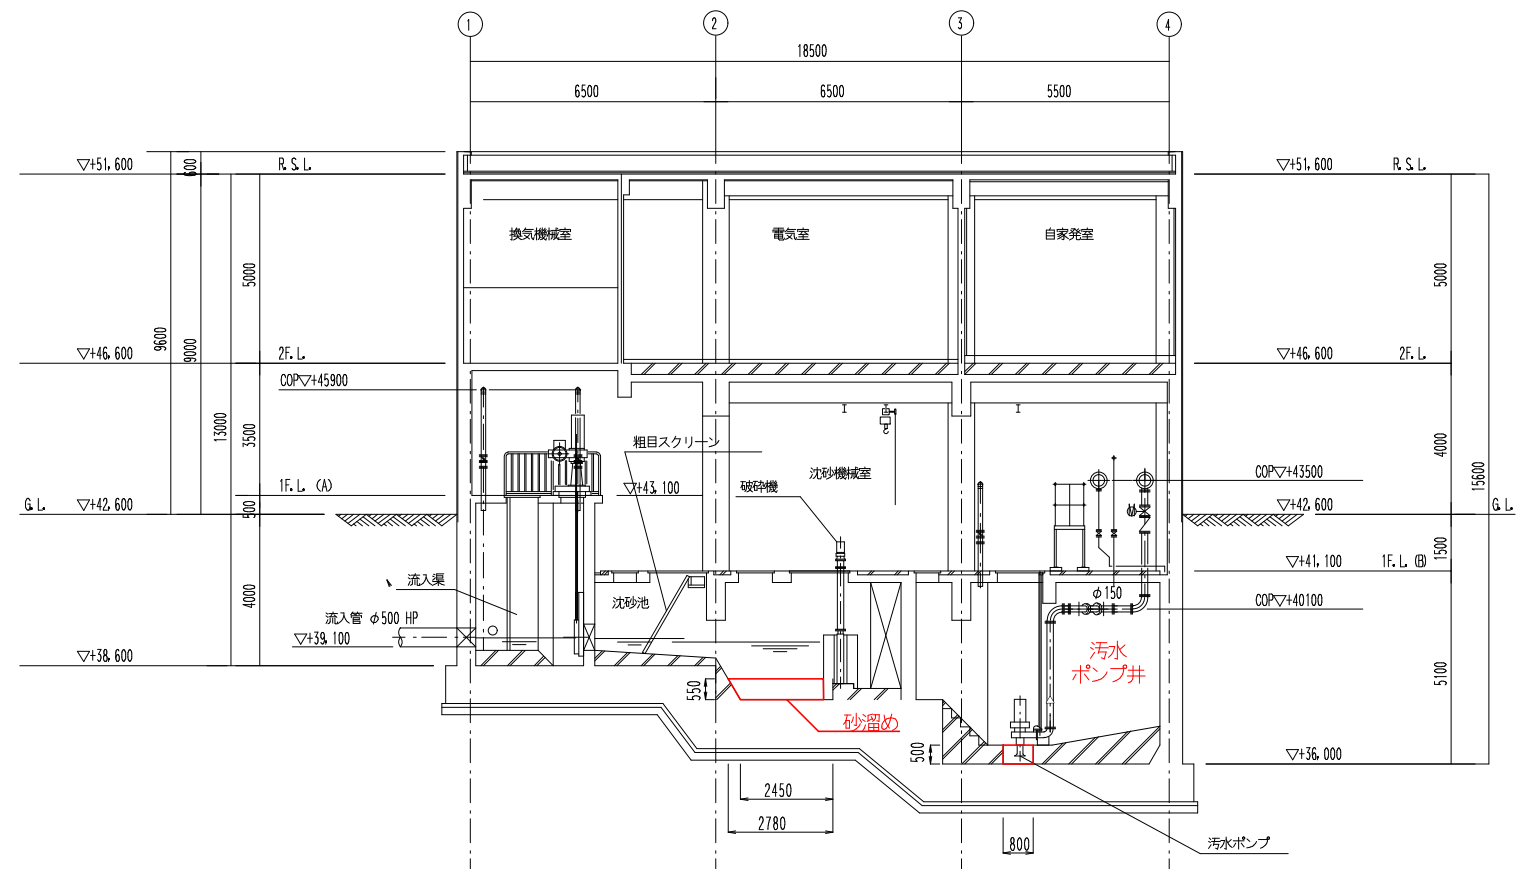 1 2 3 4
18500
6500 6500 5500
▽+51,600 600 R.S.L. ▽+51,600 R.S.L.
換気機械室 電気室 自家発室
5000 5000
9600 9000
▽+46,600 2F.L. ▽+46,600 2F.L.
COP▽+45900
13000 3500 4000
粗目スクリーン
沈砂機械室 COP▽+43500
15600
1F.L. (A) ▽+43,100 破砕機
G.L. ▽+42,600 500 ▽+42,600 G.L.
1500
▽+41,100 1F.L. (B)
流入渠
4000 沈砂池 φ150 COP▽+40100
流入管 φ500 HP
▽+39,100
汚水
ポンプ井
▽+38,600
5100
550
砂溜め
500 ▽+36,000
2450
2780
800 汚水ポンプ